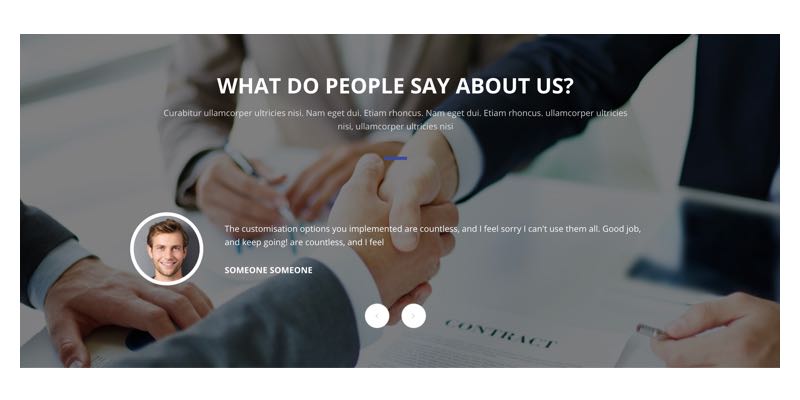 WHAT DO PEOPLE SAY ABOUT US?
Curabitur ullamcorper ultricies nisi. Nam eget dui. Etiam rhoncus. Nam eget dui. Etiam rhoncus. ullamcorper ultricies
nisi, ullamcorper ultricies nisi
The customisation options you implemented are countless, and I feel sorry I can't use them all. Good job,
and keep going! are countless, and I feel
SOMEONE SOMEONE
CONTRACT